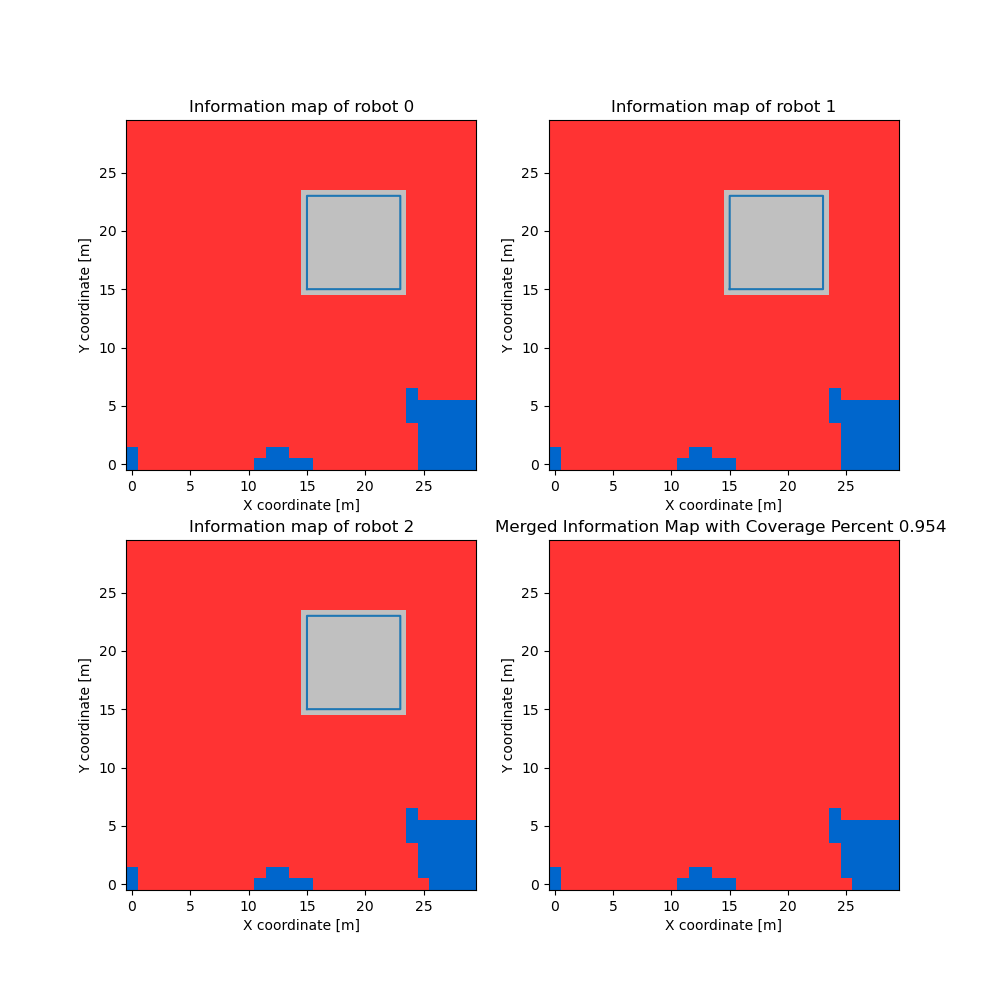 Information map of robot 0
25
20
15
10
5
0
Y coordinate [m]
0 5 10 15 20 25
X coordinate [m]
Information map of robot 1
25
20
15
10
5
0
Y coordinate [m]
0 5 10 15 20 25
X coordinate [m]
Information map of robot 2
25
20
15
10
5
0
Y coordinate [m]
0 5 10 15 20 25
X coordinate [m]
Merged Information Map with Coverage Percent 0.954
25
20
15
10
5
0
Y coordinate [m]
0 5 10 15 20 25
X coordinate [m]